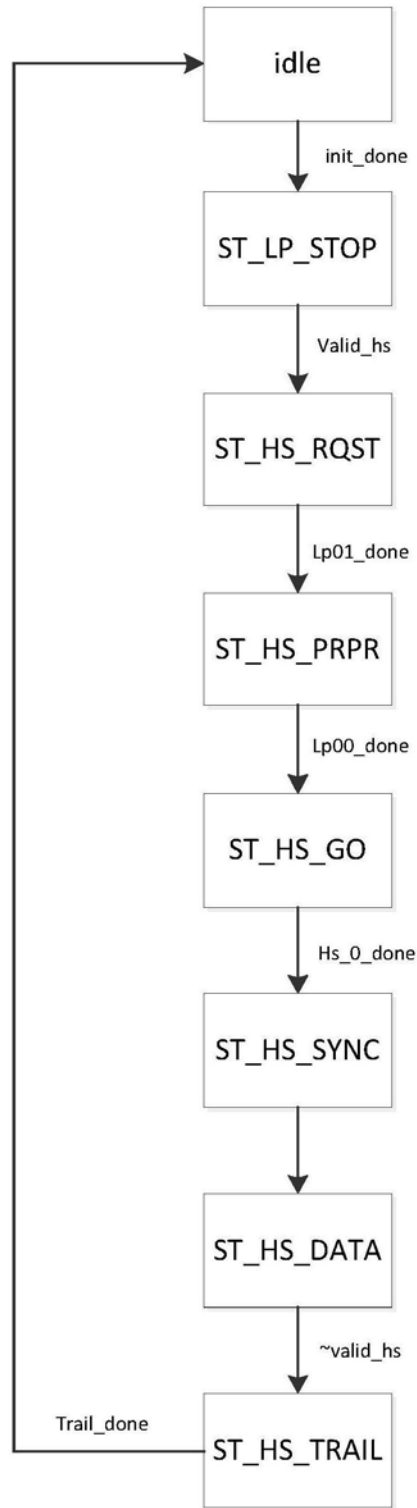 idle
init_done
ST_LP_STOP
Valid_hs
ST_HS_RQST
Lp01_done
ST_HS_PRPR
Lp00_done
ST_HS_GO
Hs_0_done
ST_HS_SYNC
ST_HS_DATA
~valid_hs
Trail_done
ST_HS_TRAIL